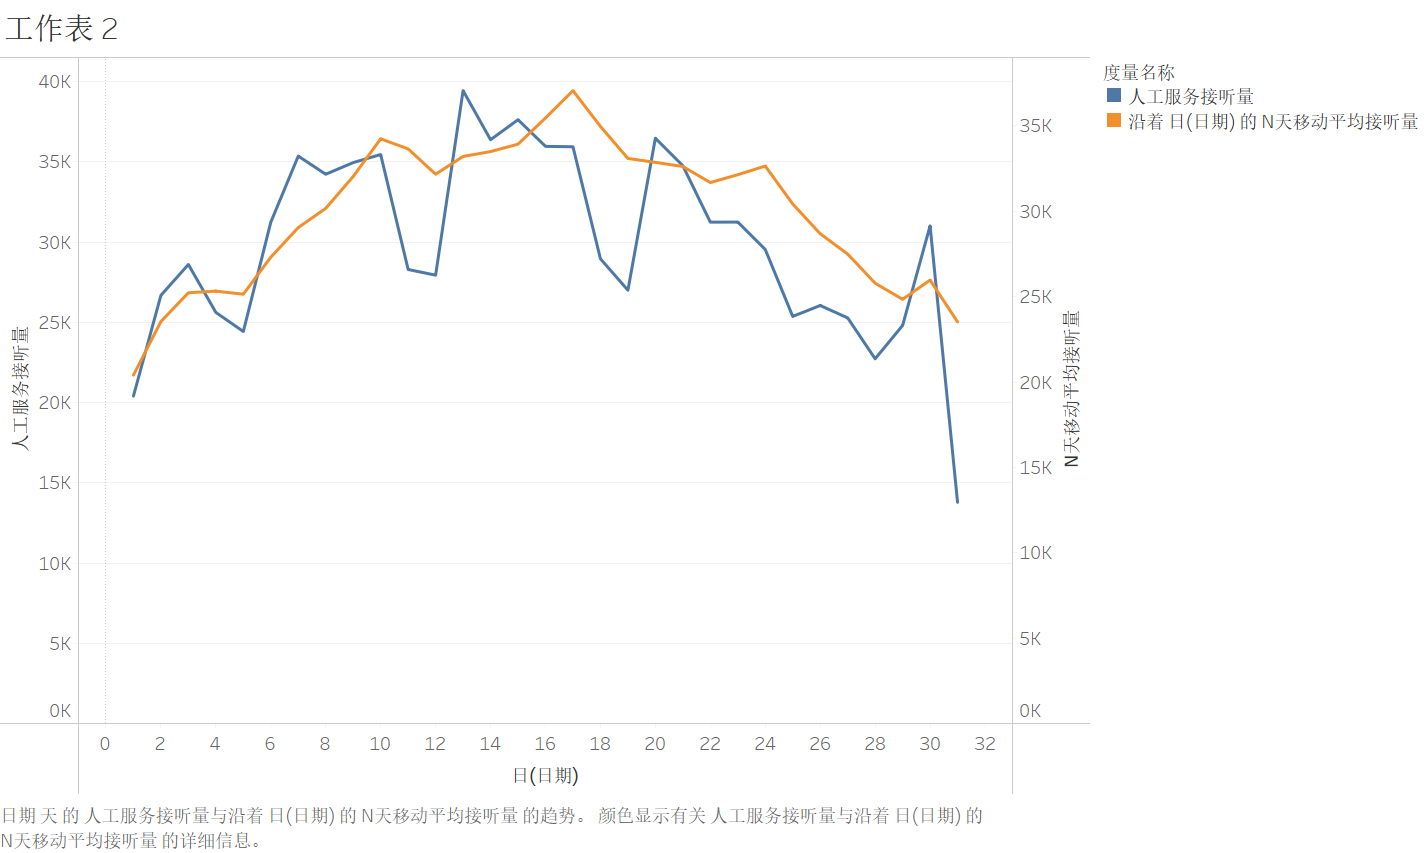 工作表 2
度量名称
人工服务接听量
沿着 日(日期) 的 N天移动平均接听量
40K
35K
30K
25K
20K
15K
10K
5K
0K
人工服务接听量
35K
30K
25K
20K
15K
10K
5K
0K
N天移动平均接听量
0 2 4 6 8 10 12 14 16 18 20 22 24 26 28 30 32
日(日期)
日期 天 的 人工服务接听量与沿着 日(日期) 的 N天移动平均接听量 的趋势。 颜色显示有关 人工服务接听量与沿着 日(日期) 的
N天移动平均接听量 的详细信息。